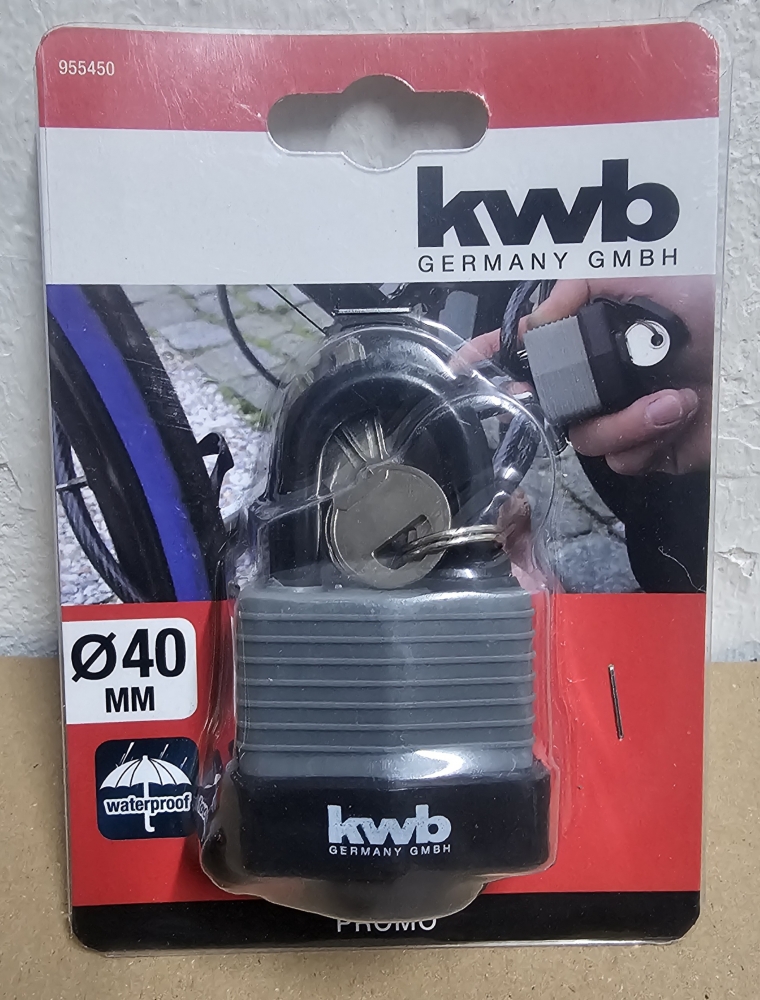 955450
kwb
GERMANY GMBH
Ø40
MM
waterproof
kwb
GERMANY GMBH
PROMO